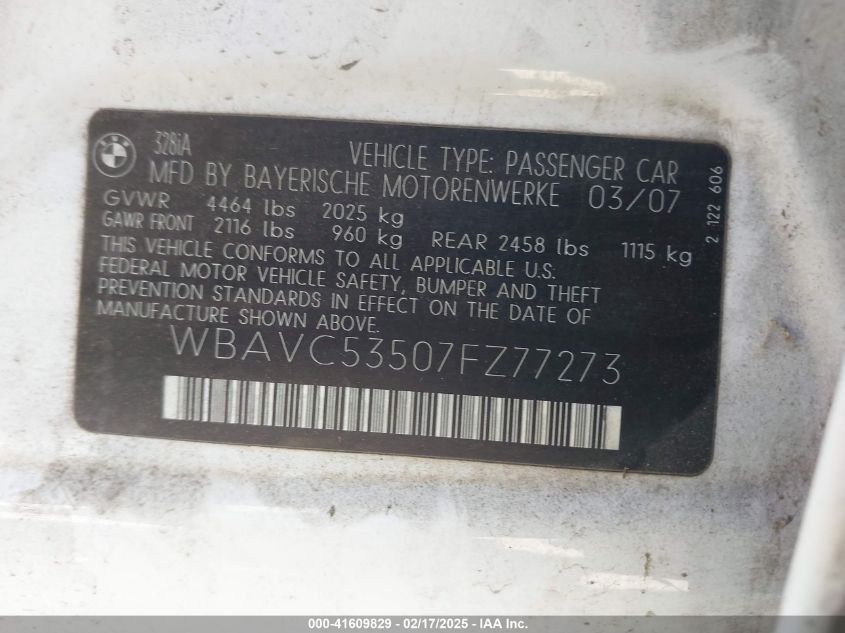 BMW
328iA
VEHICLE TYPE: PASSENGER CAR
MFD BY BAYERISCHE MOTORENWERKE 03/07
GVWR 4464 lbs 2025 kg
GAWR FRONT 2116 lbs 960 kg REAR 2458 lbs 1115 kg
THIS VEHICLE CONFORMS TO ALL APPLICABLE U.S.
FEDERAL MOTOR VEHICLE SAFETY, BUMPER AND THEFT
PREVENTION STANDARDS IN EFFECT ON THE DATE OF
MANUFACTURE SHOWN ABOVE.
WBAVC53507FZ77273
2 122 606
000-41609829 - 02/17/2025 - IAA Inc.